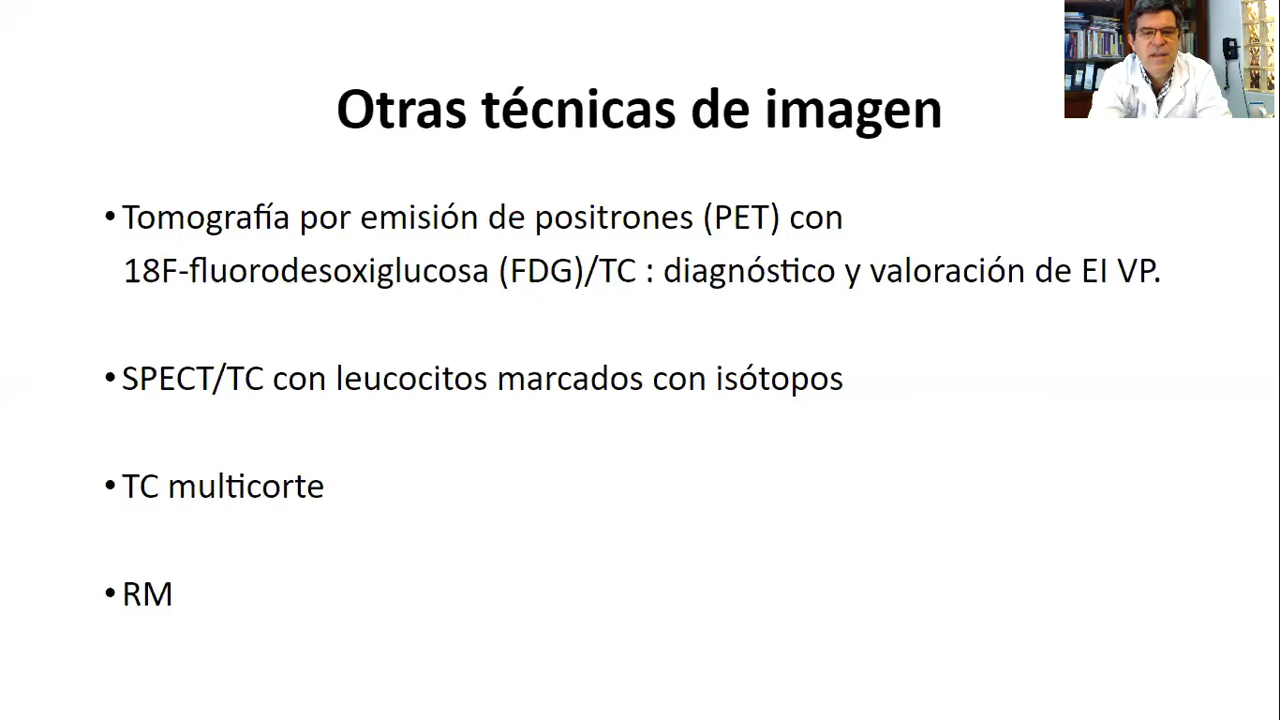 Otras técnicas de imagen
• Tomografía por emisión de positrones (PET) con
18F-fluorodesoxiglucosa (FDG)/TC : diagnóstico y valoración de EI VP.
• SPECT/TC con leucocitos marcados con isótopos
• TC multicorte
• RM